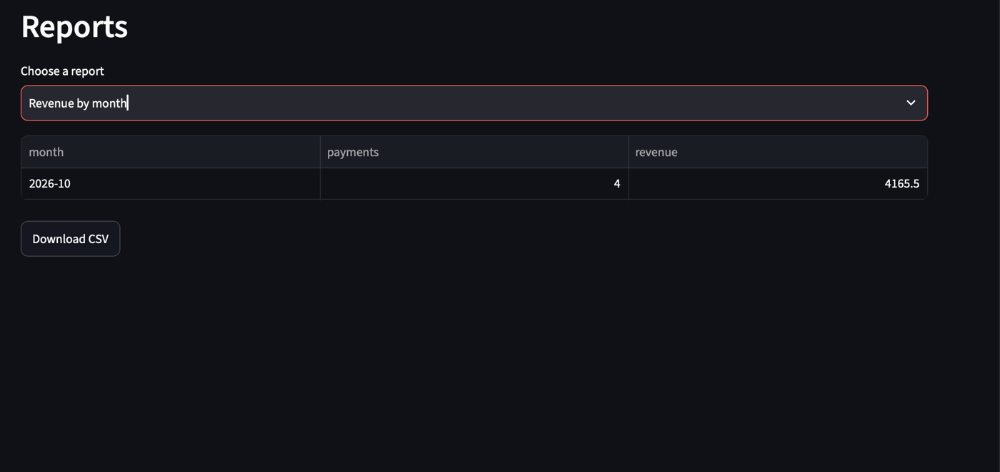 Reports
Choose a report
Revenue by month
month payments revenue
2026-10 4 4165.5
Download CSV